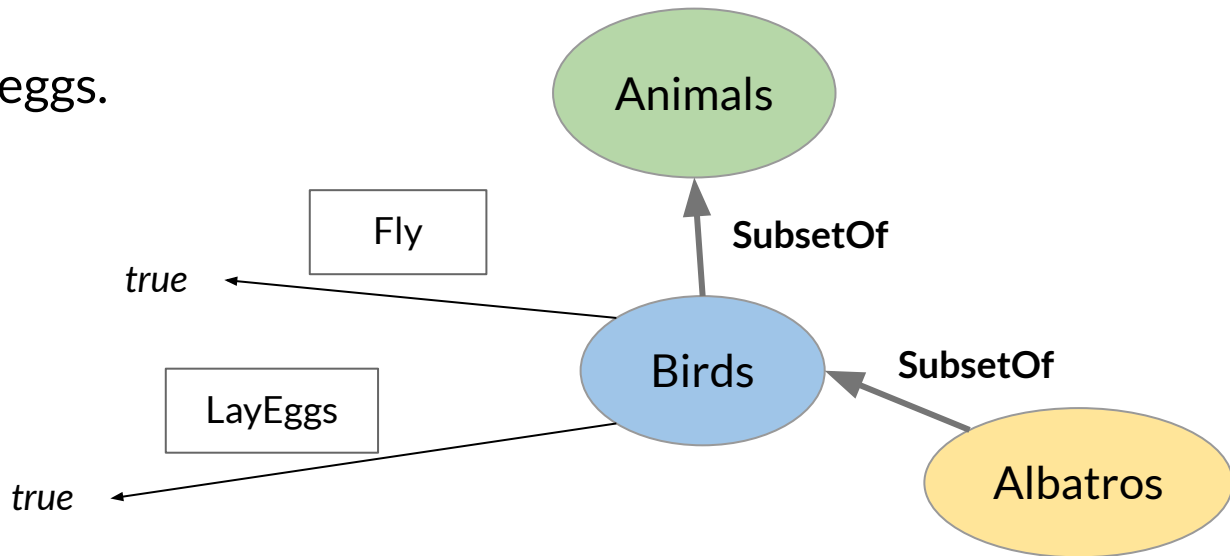 eggs.
Animals
Fly
SubsetOf
true
Birds
SubsetOf
LayEggs
Albatros
true